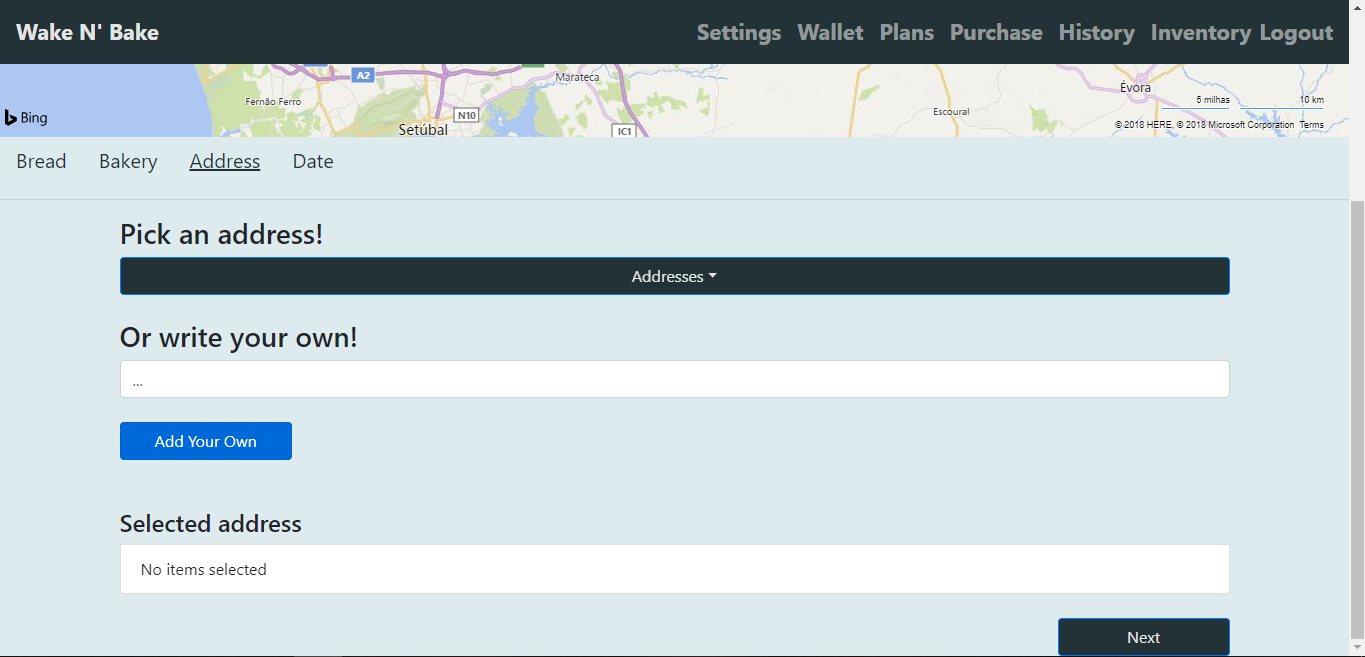 Wake N' Bake
Settings Wallet Plans Purchase History Inventory Logout
A2
Marateca
Fernão Ferro
Évora
5 milhas 10 km
N10
Escoural
Bing
Setúbal
IC1
© 2018 HERE, © 2018 Microsoft Corporation Terms
Bread Bakery Address Date
Pick an address!
Addresses
Or write your own!
...
Add Your Own
Selected address
No items selected
Next